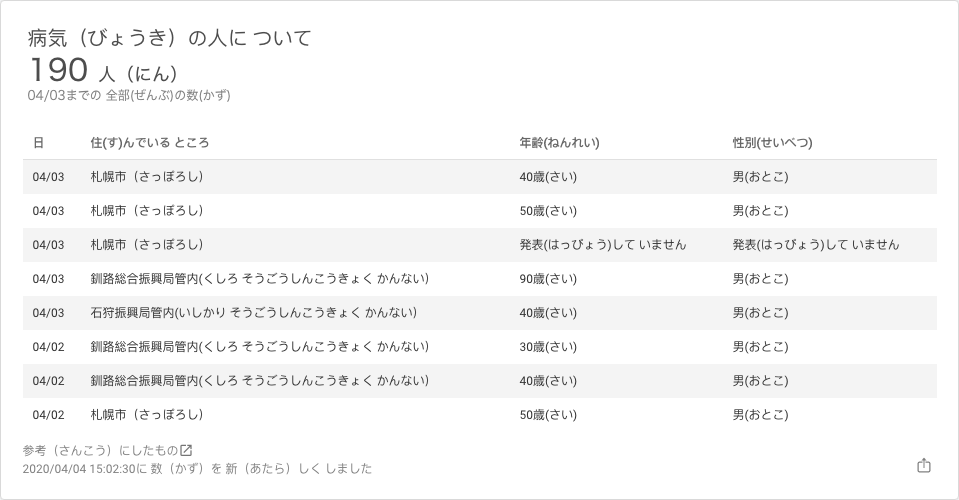 病気（びょうき）の人に ついて
190 人（にん）
04/03までの 全部(ぜんぶ)の数(かず)
日 住(す)んでいる ところ 年齢(ねんれい) 性別(せいべつ)
04/03 札幌市（さっぽろし） 40歳(さい) 男(おとこ)
04/03 札幌市（さっぽろし） 50歳(さい) 男(おとこ)
04/03 札幌市（さっぽろし） 発表(はっぴょう)して いません 発表(はっぴょう)して いません
04/03 釧路総合振興局管内(くしろ そうごうしんこうきょく かんない) 90歳(さい) 男(おとこ)
04/03 石狩振興局管内(いしかり そうごうしんこうきょく かんない) 40歳(さい) 男(おとこ)
04/02 釧路総合振興局管内(くしろ そうごうしんこうきょく かんない) 30歳(さい) 男(おとこ)
04/02 釧路総合振興局管内(くしろ そうごうしんこうきょく かんない) 40歳(さい) 男(おとこ)
04/02 札幌市（さっぽろし） 50歳(さい) 男(おとこ)
参考（さんこう）にしたもの
2020/04/04 15:02:30に 数（かず）を 新（あたら）しく しました